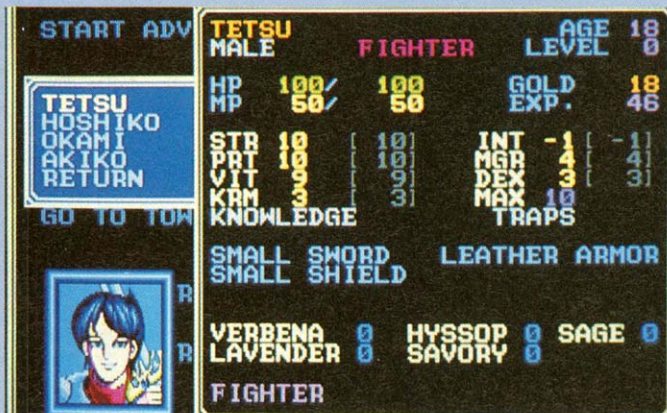 START ADV
TETSU
HOSHIKO
OKAMI
AKIKO
RETURN
GO TO TOW
R
R
TETSU AGE 18
MALE FIGHTER LEVEL 0
HP 100/ 100 GOLD 18
MP 50/ 50 EXP. 46
STR 10 [ 10] INT -1[ -1]
PRT 10 [ 10] MGR 4[ 4]
VIT 9 [ 9] DEX 3[ 3]
KRM 3 [ 3] MAX 10
KNOWLEDGE TRAPS
SMALL SWORD LEATHER ARMOR
SMALL SHIELD
VERBENA 0 HYSSOP 0 SAGE 0
LAVENDER 0 SAVORY 0
FIGHTER